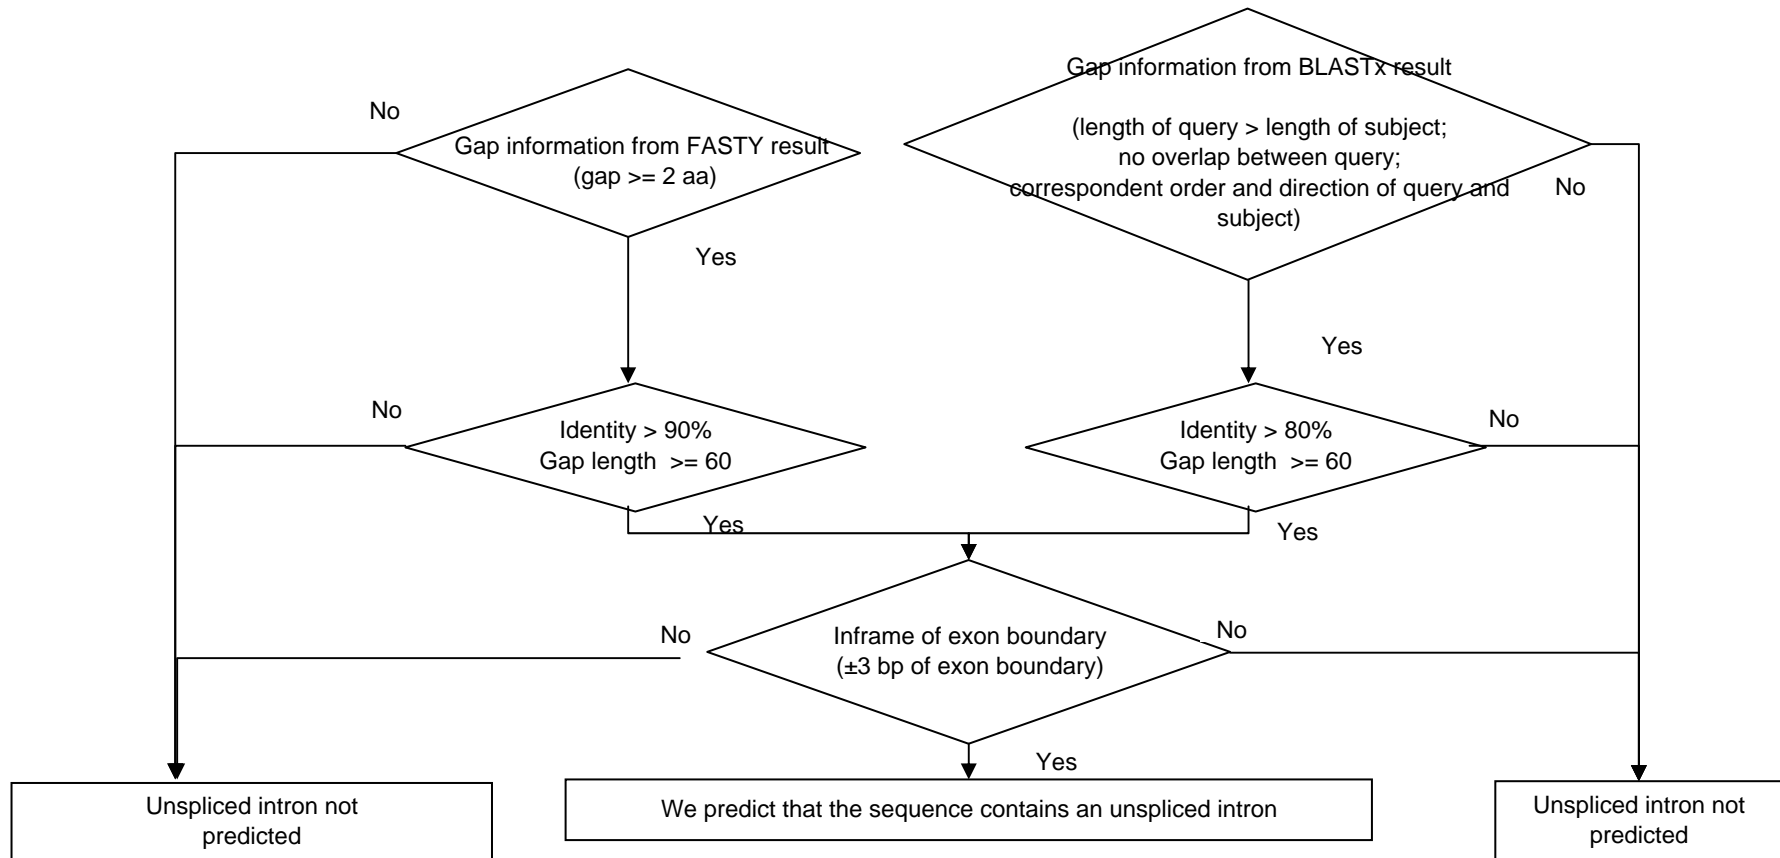 Gap information from BLASTx result
(length of query > length of subject;
no overlap between query;
correspondent order and direction of query and
subject)
No
No
Gap information from FASTY result
(gap >= 2 aa)
Yes
Yes
No
Identity > 90%
Gap length  >= 60
Identity > 80%
Gap length  >= 60
No
Yes
Yes
No
Inframe of exon boundary
(±3 bp of exon boundary)
No
Yes
Unspliced intron not
predicted
We predict that the sequence contains an unspliced intron
Unspliced intron not
predicted